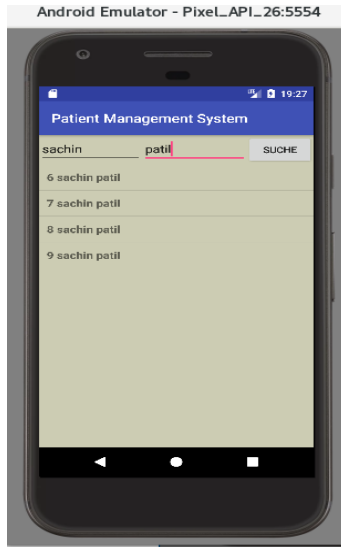 Android Emulator - Pixel_API_26:5554
19:27
Patient Management System
sachin patil SUCHE
6 sachin patil
7 sachin patil
8 sachin patil
9 sachin patil